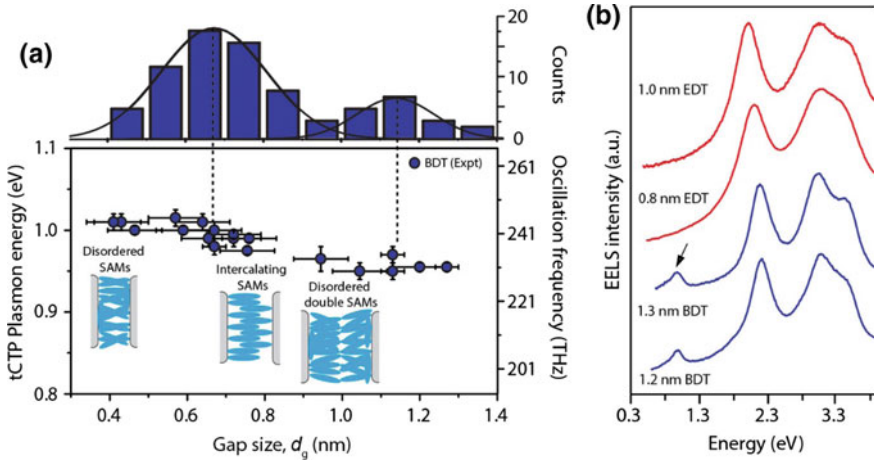 (a)
20
15
10
5
0
Counts
1.1
1.0
0.9
0.8
tCTP Plasmon energy (eV)
BDT (Expt)
261
241
221
201
Oscillation frequency (THz)
Disordered
SAMs
Intercalating
SAMs
Disordered
double SAMs
0.4 0.6 0.8 1.0 1.2 1.4
Gap size, dg (nm)
(b)
EELS intensity (a.u.)
1.0 nm EDT
0.8 nm EDT
1.3 nm BDT
1.2 nm BDT
0.3 1.3 2.3 3.3
Energy (eV)